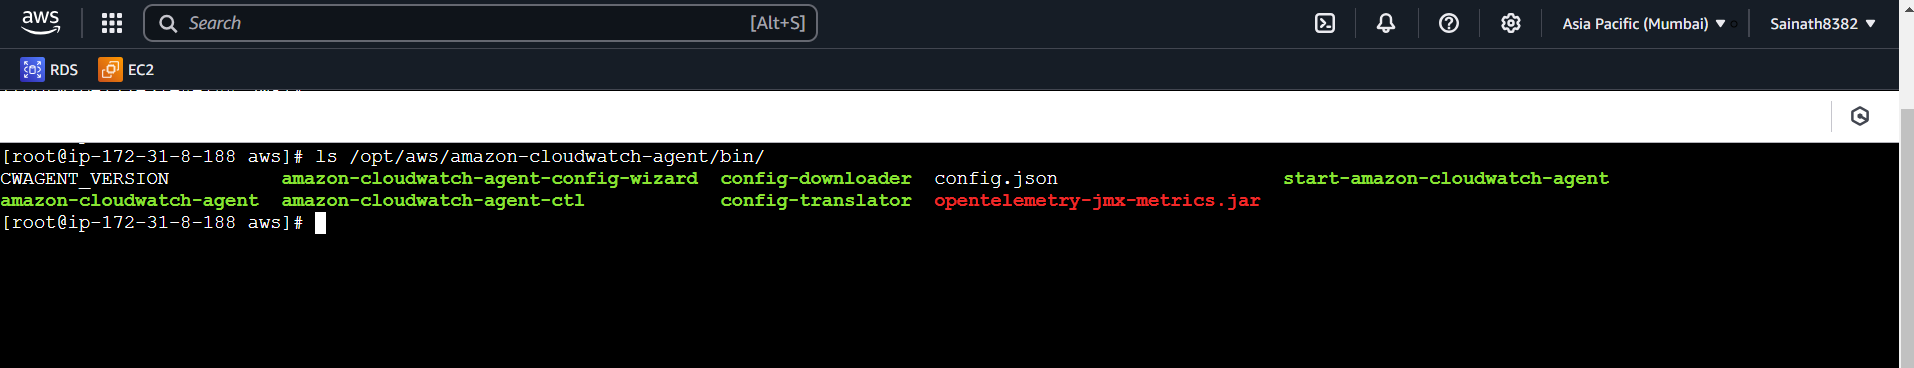 aws
Search [Alt+S] Asia Pacific (Mumbai) Sainath8382
RDS EC2
[root@ip-172-31-8-188 aws]# ls /opt/aws/amazon-cloudwatch-agent/bin/
CWAGENT_VERSION amazon-cloudwatch-agent-config-wizard config-downloader config.json start-amazon-cloudwatch-agent
amazon-cloudwatch-agent amazon-cloudwatch-agent-ctl config-translator opentelemetry-jmx-metrics.jar
[root@ip-172-31-8-188 aws]#